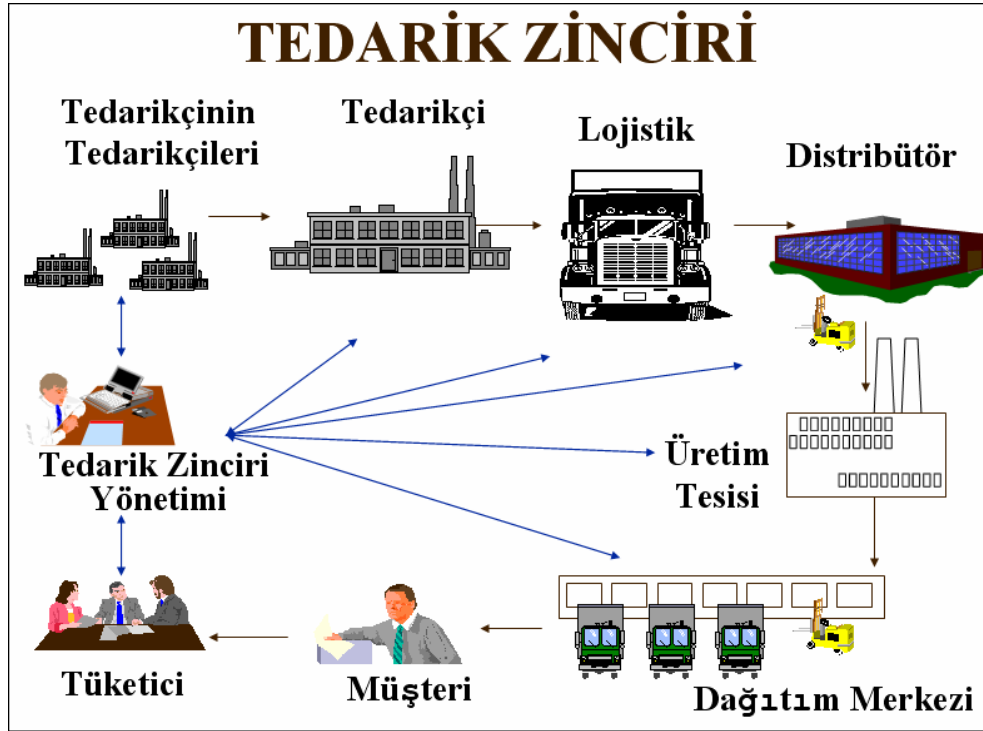 TEDARİK ZİNCİRİ
Tedarikçinin
Tedarikçileri
Tedarikçi
Lojistik
Distribütör
Tedarik Zinciri
Yönetimi
Üretim
Tesisi
Tüketici
Müşteri
Dağıtım Merkezi